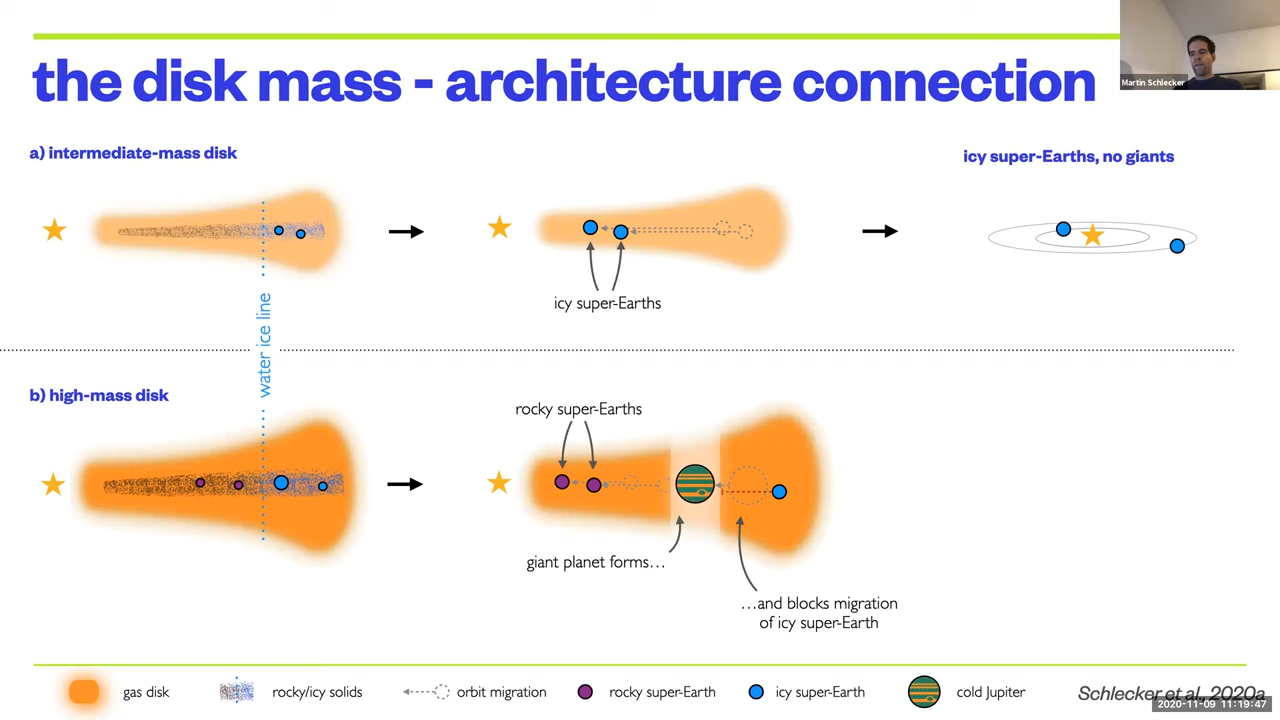 the disk mass - architecture connection
Martin Schlecker
a) intermediate-mass disk
icy super-Earths, no giants
icy super-Earths
water ice line
b) high-mass disk
rocky super-Earths
giant planet forms…
…and blocks migration
of icy super-Earth
gas disk
rocky/icy solids
orbit migration
rocky super-Earth
icy super-Earth
cold Jupiter
Schlecker et al., 2020a
2020-11-09 11:19:47